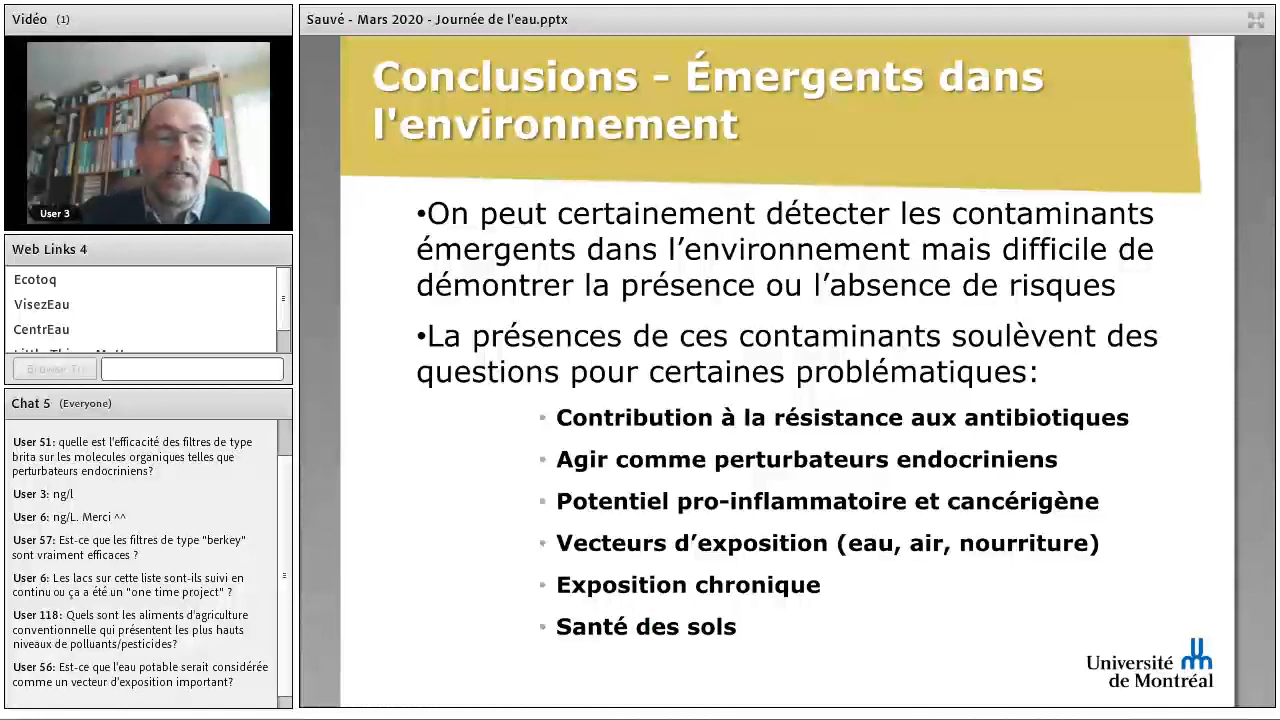 Vidéo (1)
User 3
Web Links 4
Ecotoq
VisezEau
CentrEau
Browse To
Chat 5 (Everyone)
User 51: quelle est l'efficacité des filtres de type
brita sur les molecules organiques telles que
perturbateurs endocriniens?
User 3: ng/l
User 6: ng/L. Merci ^^
User 57: Est-ce que les filtres de type "berkey"
sont vraiment efficaces ?
User 6: Les lacs sur cette liste sont-ils suivi en
continu ou ça a été un "one time project" ?
User 118: Quels sont les aliments d'agriculture
conventionnelle qui présentent les plus hauts
niveaux de polluants/pesticides?
User 56: Est-ce que l'eau potable serait considérée
comme un vecteur d'exposition important?
Sauvé - Mars 2020 - Journée de l'eau.pptx
Conclusions - Émergents dans
l'environnement
•On peut certainement détecter les contaminants
émergents dans l’environnement mais difficile de
démontrer la présence ou l’absence de risques
•La présences de ces contaminants soulèvent des
questions pour certaines problématiques:
Contribution à la résistance aux antibiotiques
Agir comme perturbateurs endocriniens
Potentiel pro-inflammatoire et cancérigène
Vecteurs d’exposition (eau, air, nourriture)
Exposition chronique
Santé des sols
Université
de Montréal